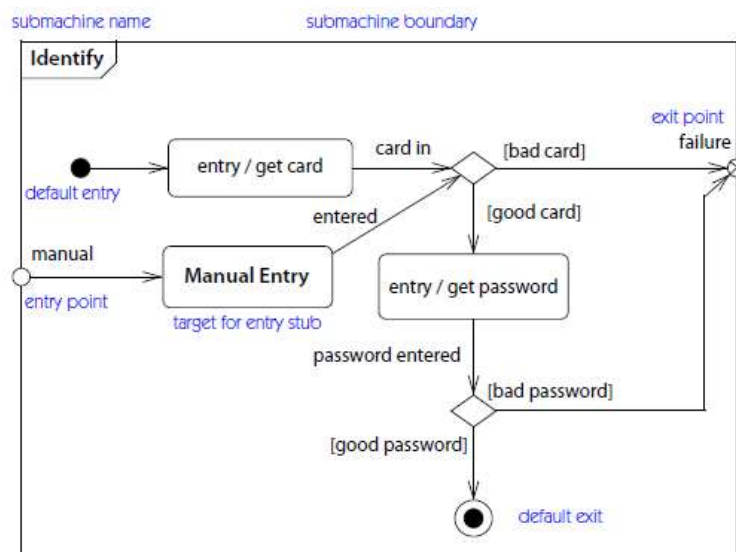 submachine name
submachine boundary
Identify
exit point
failure
card in
[bad card]
entry / get card
default entry
entered
[good card]
manual
Manual Entry
entry / get password
entry point
target for entry stub
password entered
[bad password]
[good password]
default exit